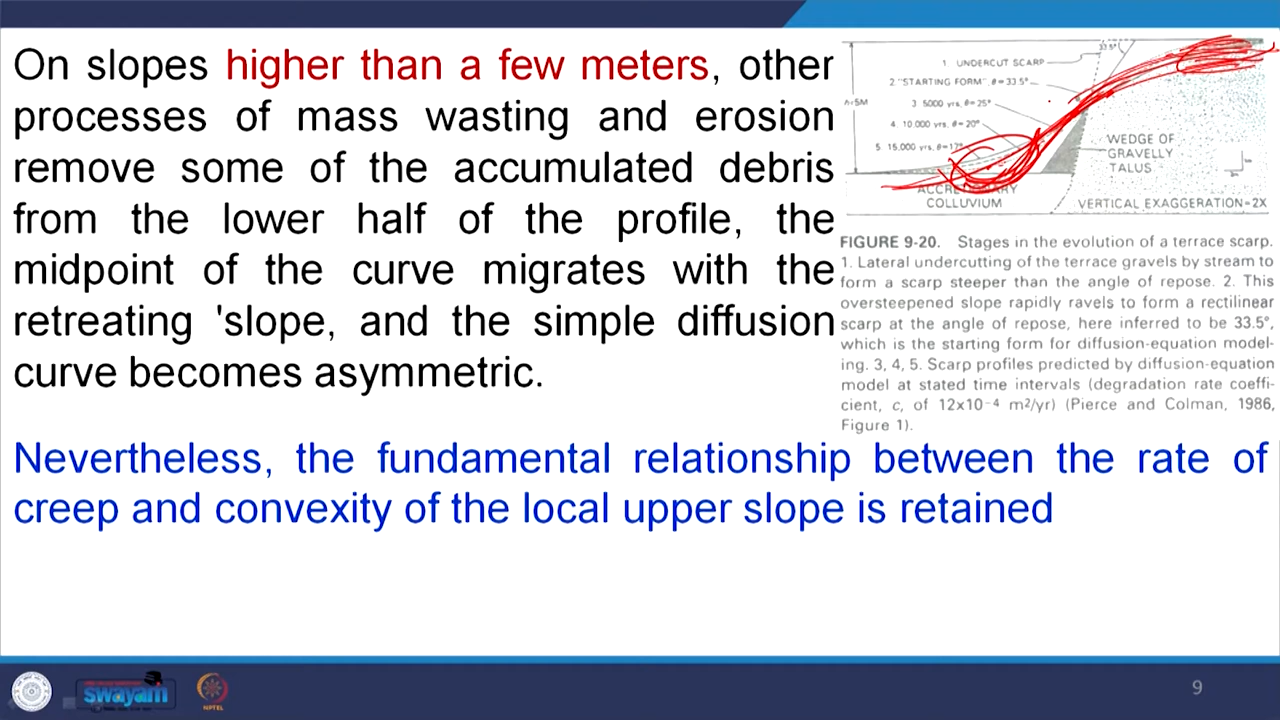 On slopes higher than a few meters, other
processes of mass wasting and erosion
remove some of the accumulated debris
from the lower half of the profile, the
midpoint of the curve migrates with the
retreating 'slope, and the simple diffusion
curve becomes asymmetric.
Nevertheless, the fundamental relationship between the rate of
creep and convexity of the local upper slope is retained
33.5°
1. UNDERCUT SCARP
2 "STARTING FORM", θ=33.5°
3. 5000 yrs, θ=25°
4. 10,000 yrs, θ=20°
5. 15,000 yrs, θ=17°
WEDGE OF
GRAVELLY
TALUS
COLLUVIUM
VERTICAL EXAGGERATION=2X
FIGURE 9-20. Stages in the evolution of a terrace scarp.
1. Lateral undercutting of the terrace gravels by stream to
form a scarp steeper than the angle of repose. 2. This
oversteepened slope rapidly ravels to form a rectilinear
scarp at the angle of repose, here inferred to be 33.5°,
which is the starting form for diffusion-equation model-
ing. 3, 4, 5. Scarp profiles predicted by diffusion-equation
model at stated time intervals (degradation rate coeffi-
cient, c, of 12x10⁻⁴ m²/yr) (Pierce and Colman, 1986,
Figure 1).
swayam
NPTEL
9